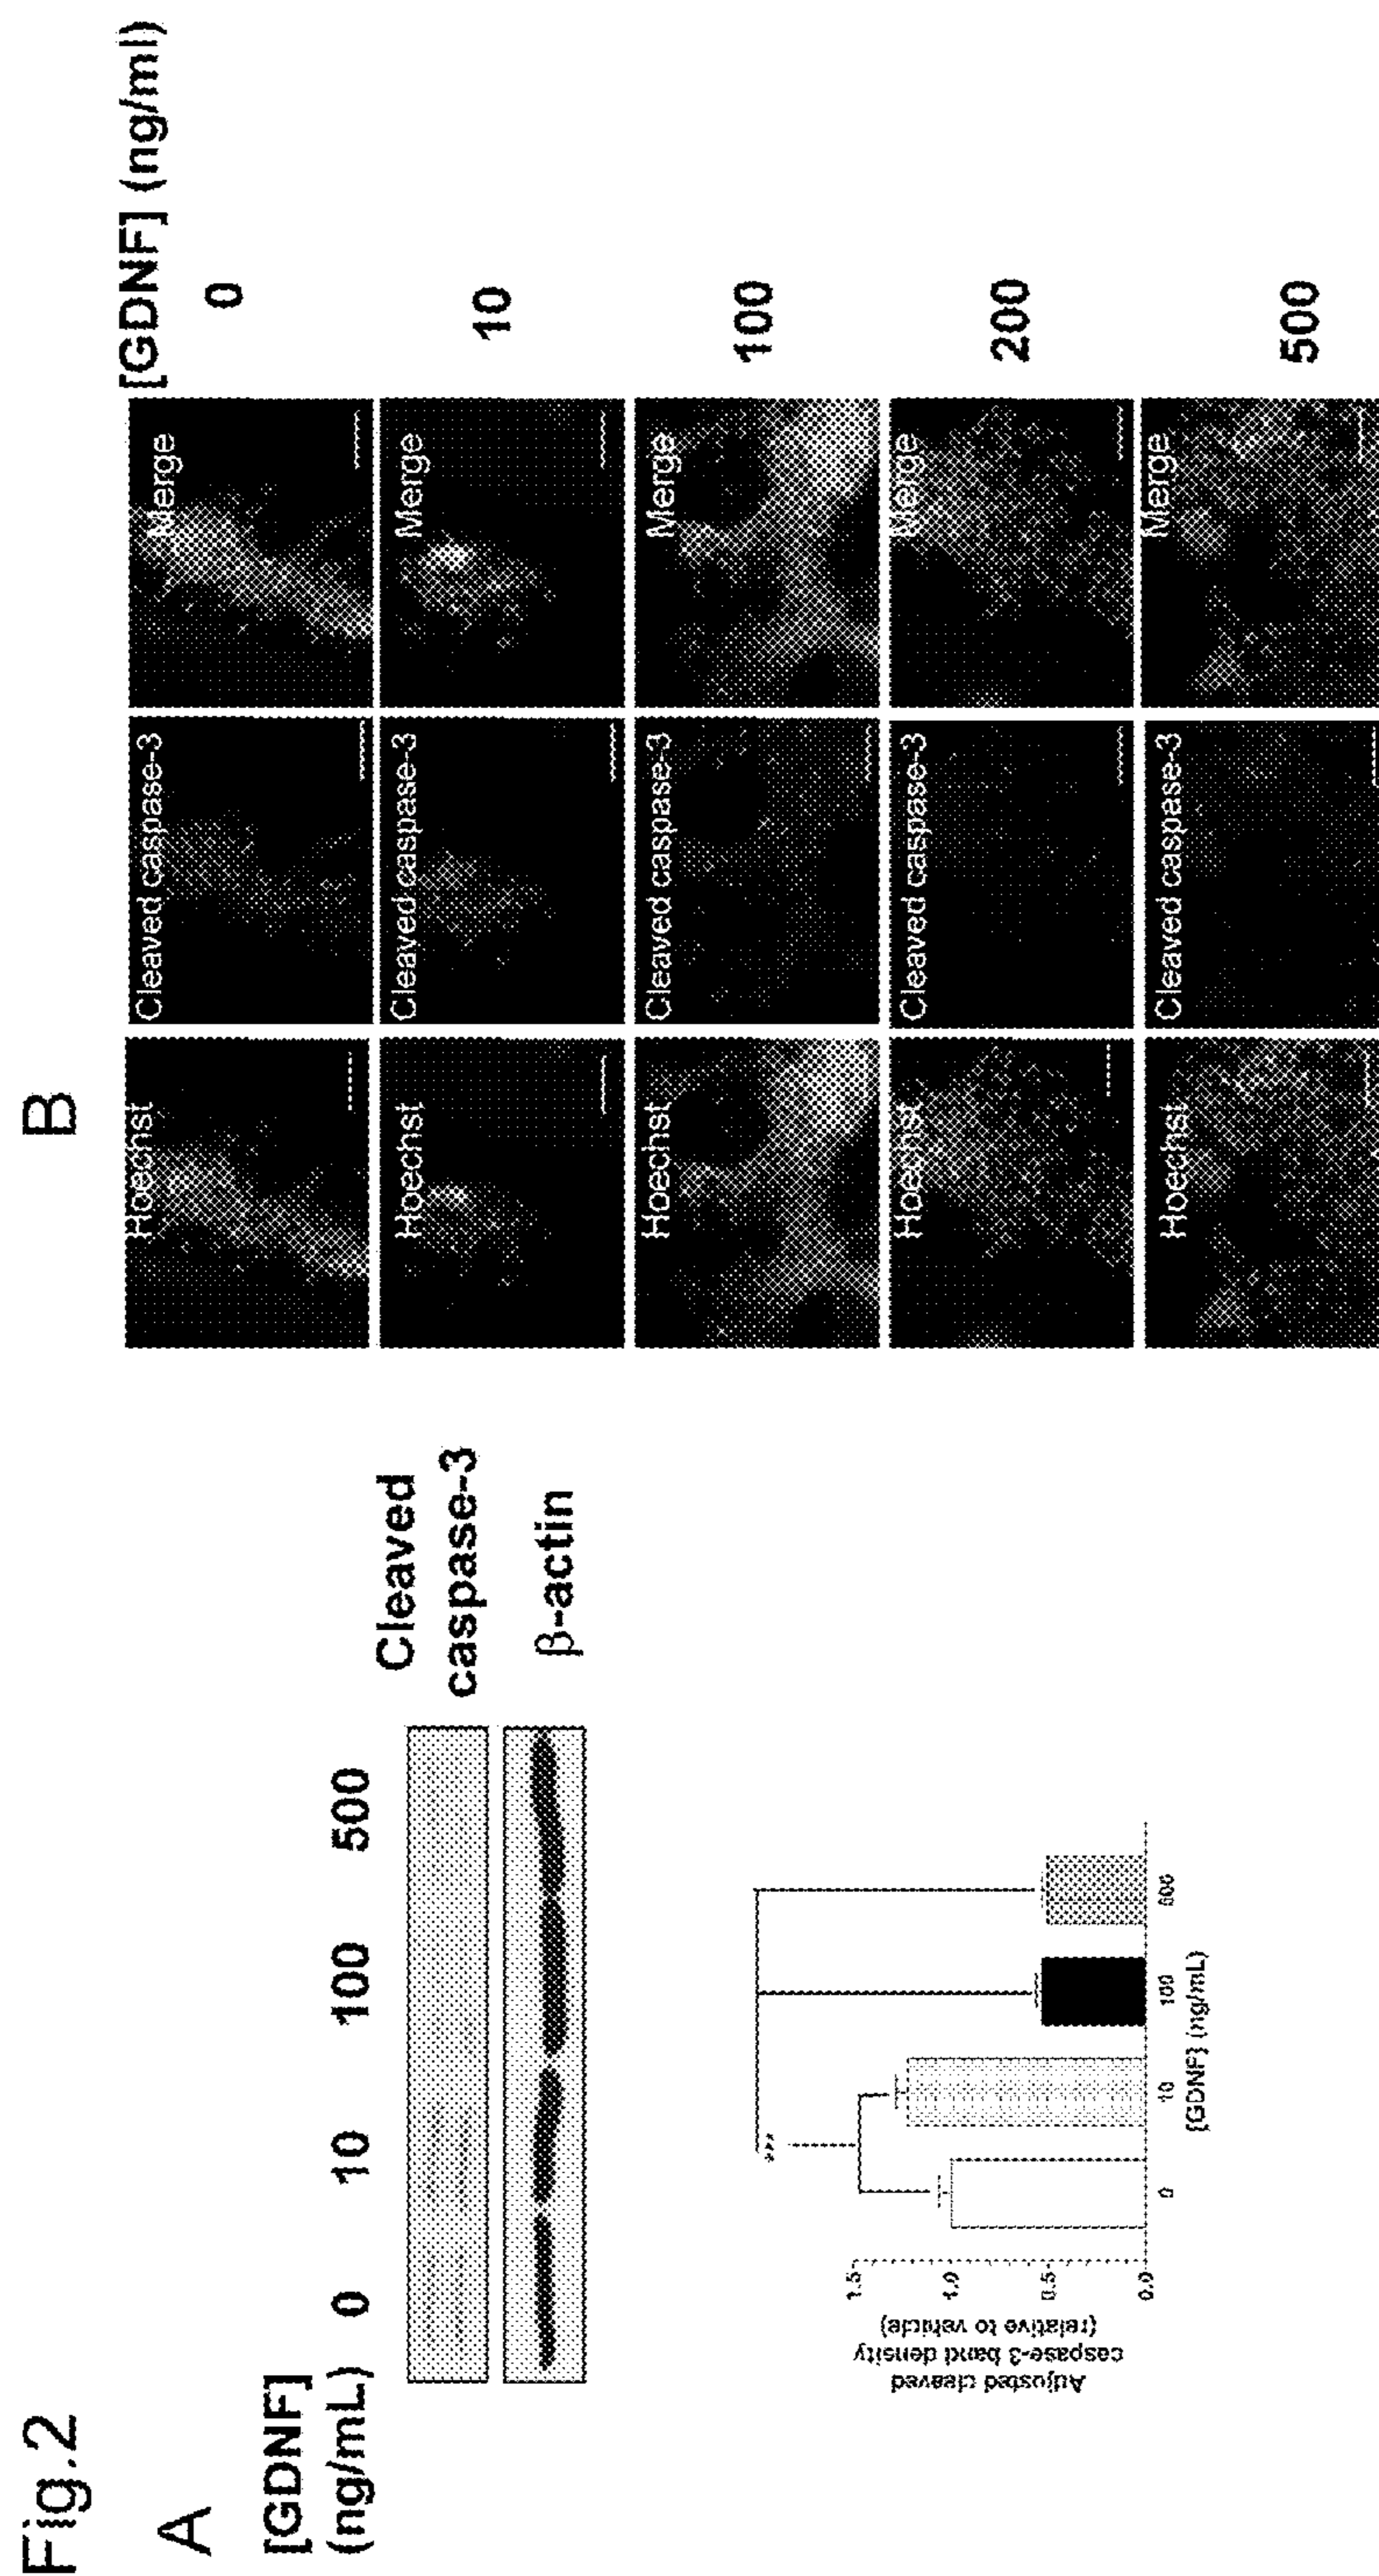 Fig.2
A
[GDNF]
(ng/mL)
0 10 100 500
Cleaved
caspase-3
β-actin
Adjusted cleaved
caspase-3 band density
(relative to vehicle)
1.5
1.0
0.5
0.0
***
0 10 100 500
[GDNF] (ng/mL)
B
[GDNF] (ng/ml)
Hoechst Cleaved caspase-3 Merge 0
Hoechst Cleaved caspase-3 Merge 10
Hoechst Cleaved caspase-3 Merge 100
Hoechst Cleaved caspase-3 Merge 200
Hoechst Cleaved caspase-3 Merge 500